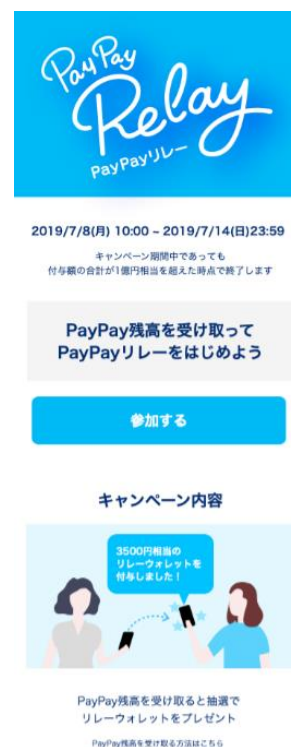 PayPay
Relay
PayPayリレー
2019/7/8(月) 10:00 ~ 2019/7/14(日)23:59
キャンペーン期間中であっても
付与額の合計が1億円相当を超えた時点で終了します
PayPay残高を受け取って
PayPayリレーをはじめよう
参加する
キャンペーン内容
3500円相当の
リレーウォレットを
付与しました！
PayPay残高を受け取ると抽選で
リレーウォレットをプレゼント
PayPay残高を受け取る方法はこちら